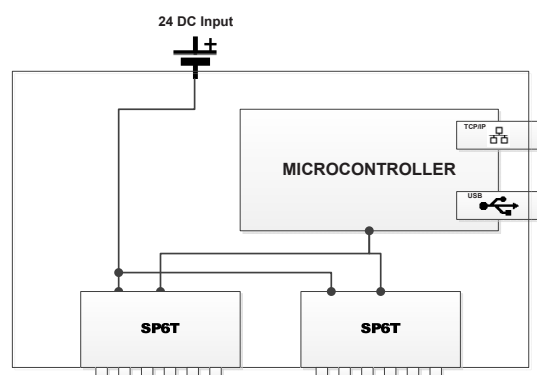 24 DC Input
+
TCP/IP
MICROCONTROLLER
USB
SP6T
SP6T